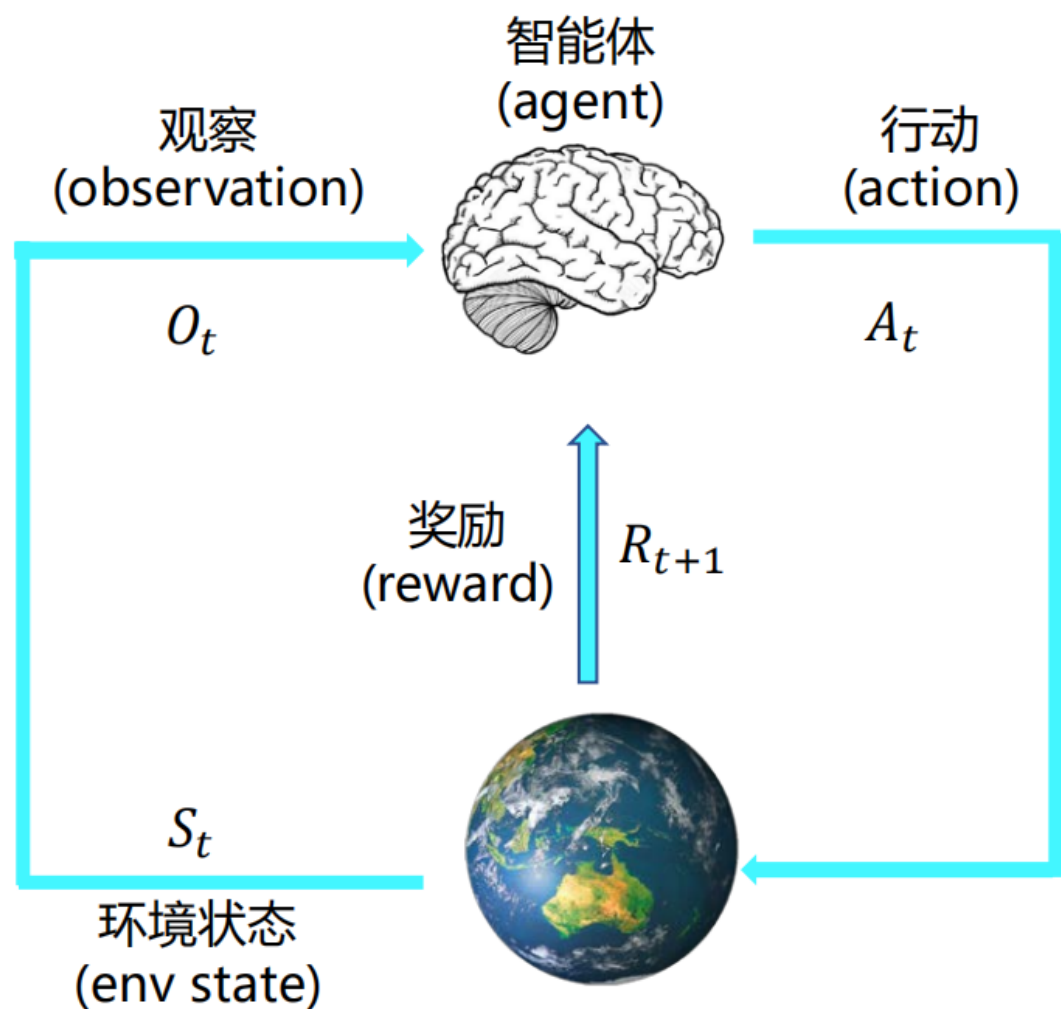 智能体
(agent)
观察
(observation)
行动
(action)
O_t
A_t
奖励
(reward)
R_{t+1}
S_t
环境状态
(env state)